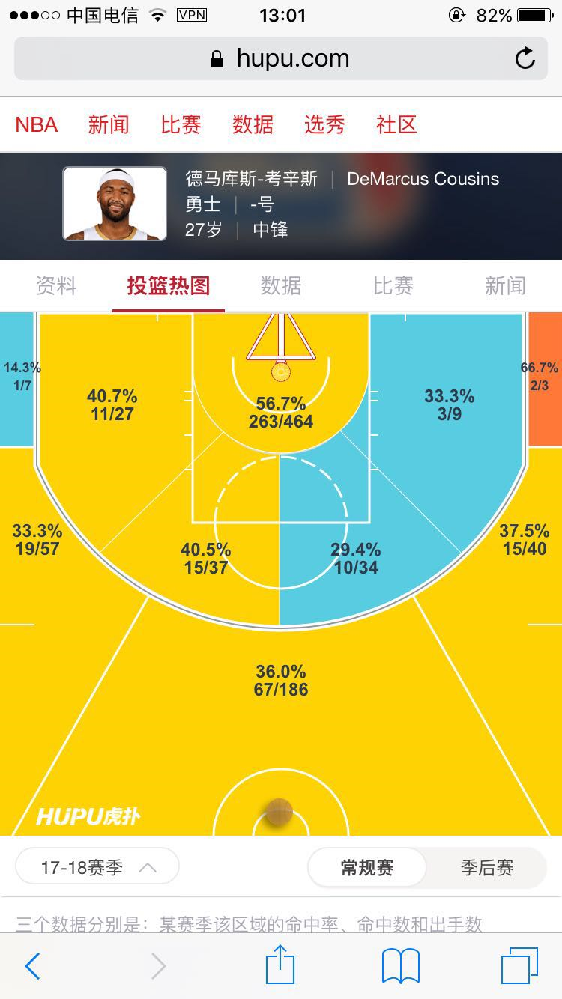 中国电信 VPN 13:01 82%
hupu.com
NBA 新闻 比赛 数据 选秀 社区
德马库斯-考辛斯 | DeMarcus Cousins
勇士 | -号
27岁 | 中锋
资料 投篮热图 数据 比赛 新闻
14.3%
1/7
66.7%
2/3
40.7%
11/27
56.7%
263/464
33.3%
3/9
33.3%
19/57
40.5%
15/37
29.4%
10/34
37.5%
15/40
36.0%
67/186
HUPU虎扑
17-18赛季 常规赛 季后赛
三个数据分别是：某赛季该区域的命中率、命中数和出手数